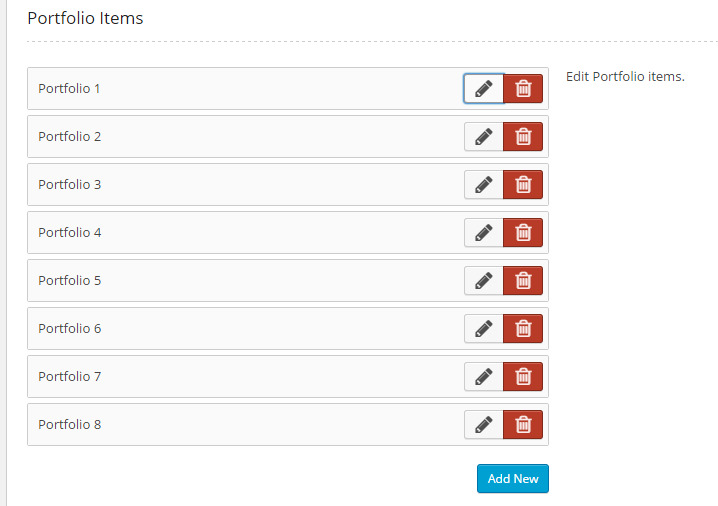 Portfolio Items
Portfolio 1
Edit Portfolio items.
Portfolio 2
Portfolio 3
Portfolio 4
Portfolio 5
Portfolio 6
Portfolio 7
Portfolio 8
Add New